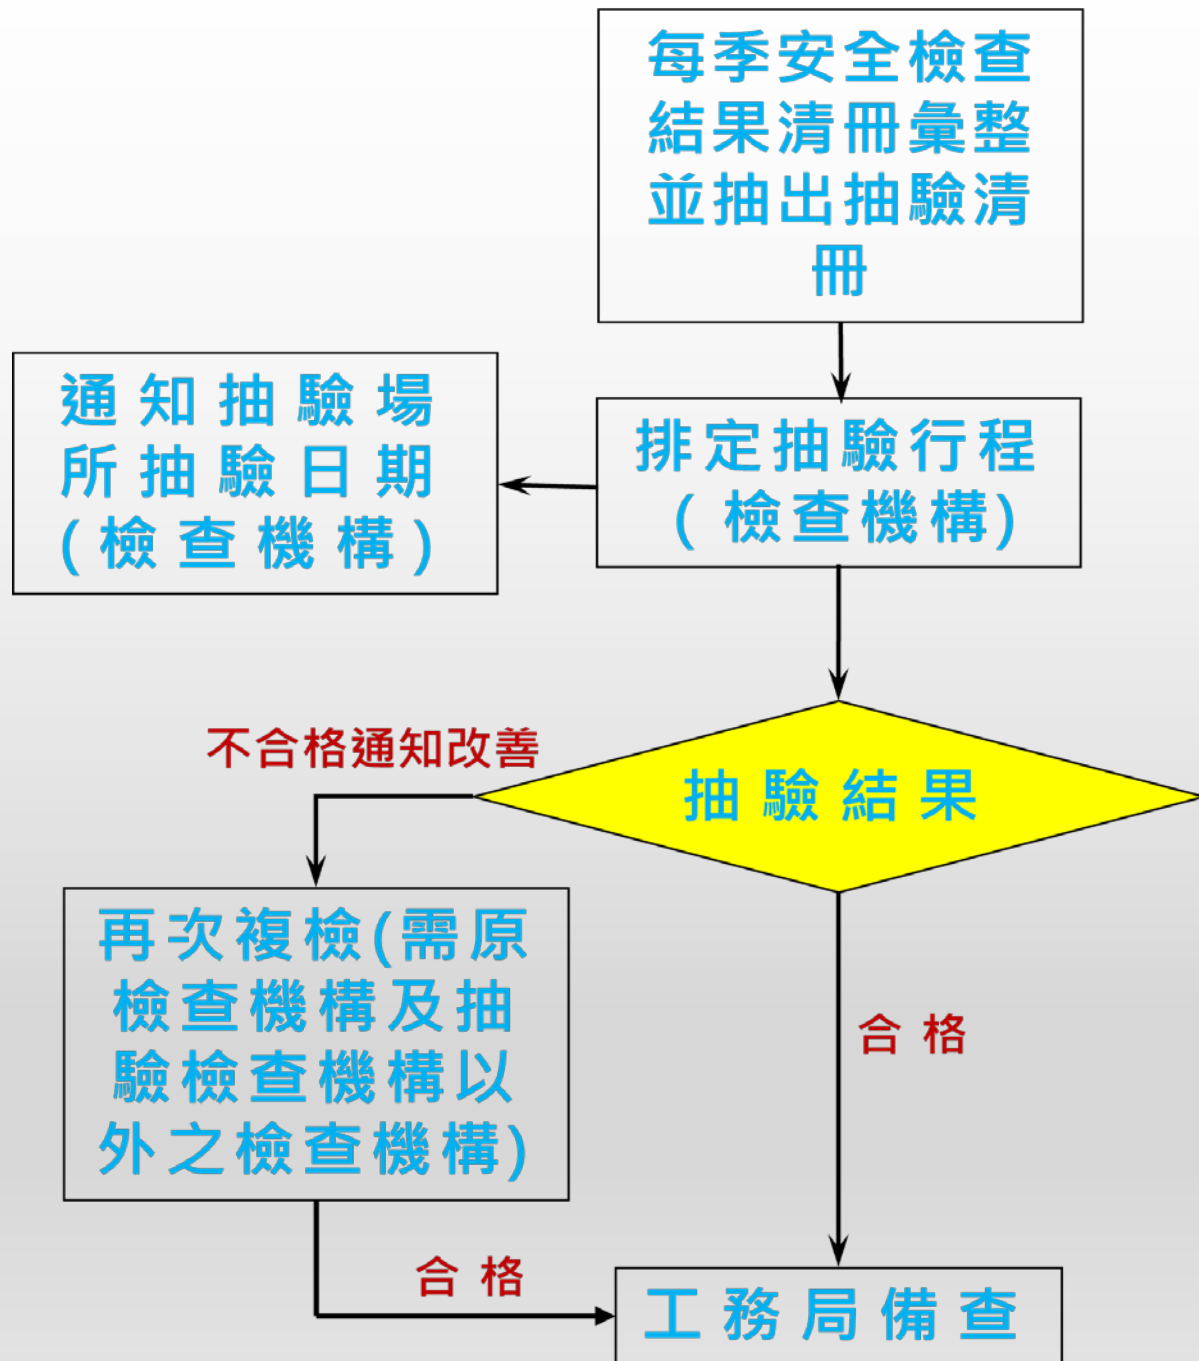 每季安全檢查
結果清冊彙整
並抽出抽驗清
冊
通知抽驗場
所抽驗日期
(檢查機構)
排定抽驗行程
(檢查機構)
不合格通知改善
抽驗結果
再次複檢(需原
檢查機構及抽
驗檢查機構以
外之檢查機構)
合格
合格
工務局備查